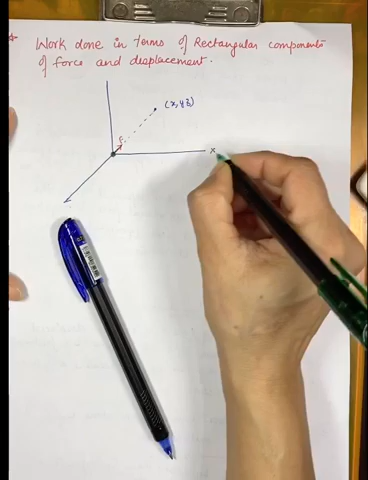 Work done in terms of Rectangular components
of force and displacement.
(x,y,z)
F
x